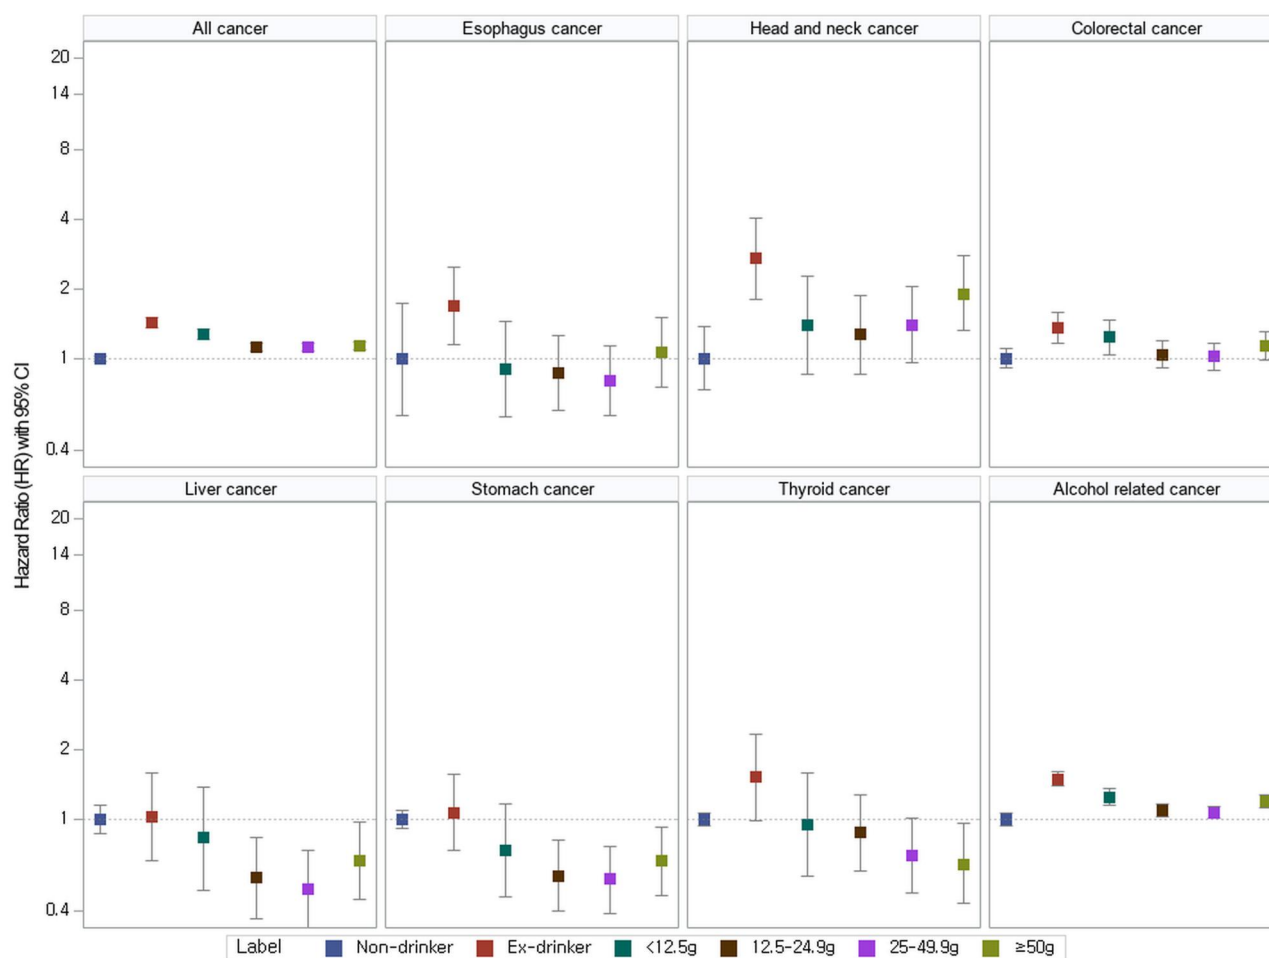 All cancer
Esophagus cancer
Head and neck cancer
Colorectal cancer
20
14
8
4
2
1
0.4
Hazard Ratio (HR) with 95% CI
Liver cancer
Stomach cancer
Thyroid cancer
Alcohol related cancer
20
14
8
4
2
1
0.4
Label Non-drinker Ex-drinker <12.5g 12.5-24.9g 25-49.9g ≥50g